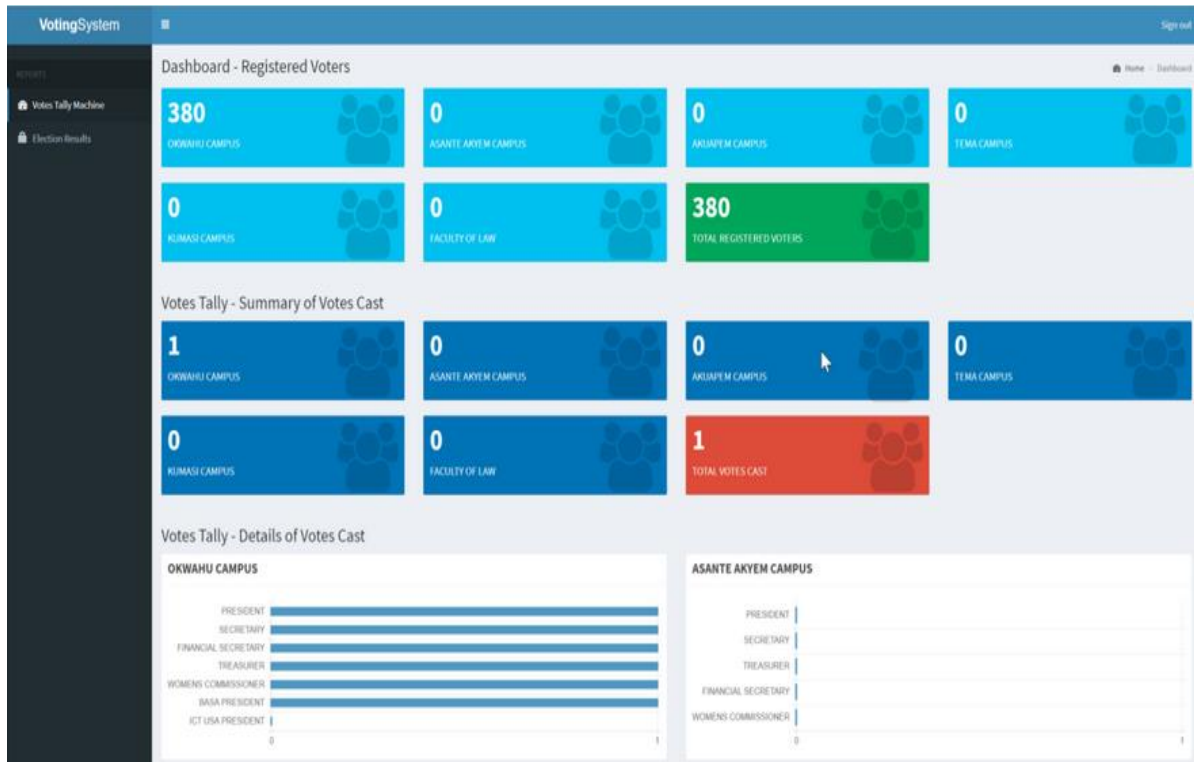 VotingSystem
Sign out
REPORTS
Votes Tally Machine
Election Results
Dashboard - Registered Voters
Home
Dashboard
380
OKWAHU CAMPUS
0
ASANTE AKYEM CAMPUS
0
AKUAPEM CAMPUS
0
TEMA CAMPUS
0
KUMASI CAMPUS
0
FACULTY OF LAW
380
TOTAL REGISTERED VOTERS
Votes Tally - Summary of Votes Cast
1
OKWAHU CAMPUS
0
ASANTE AKYEM CAMPUS
0
AKUAPEM CAMPUS
0
TEMA CAMPUS
0
KUMASI CAMPUS
0
FACULTY OF LAW
1
TOTAL VOTES CAST
Votes Tally - Details of Votes Cast
OKWAHU CAMPUS
PRESIDENT
SECRETARY
FINANCIAL SECRETARY
TREASURER
WOMENS COMMISSIONER
BASA PRESIDENT
ICT USA PRESIDENT
0 1
ASANTE AKYEM CAMPUS
PRESIDENT
SECRETARY
TREASURER
FINANCIAL SECRETARY
WOMENS COMMISSIONER
0 1